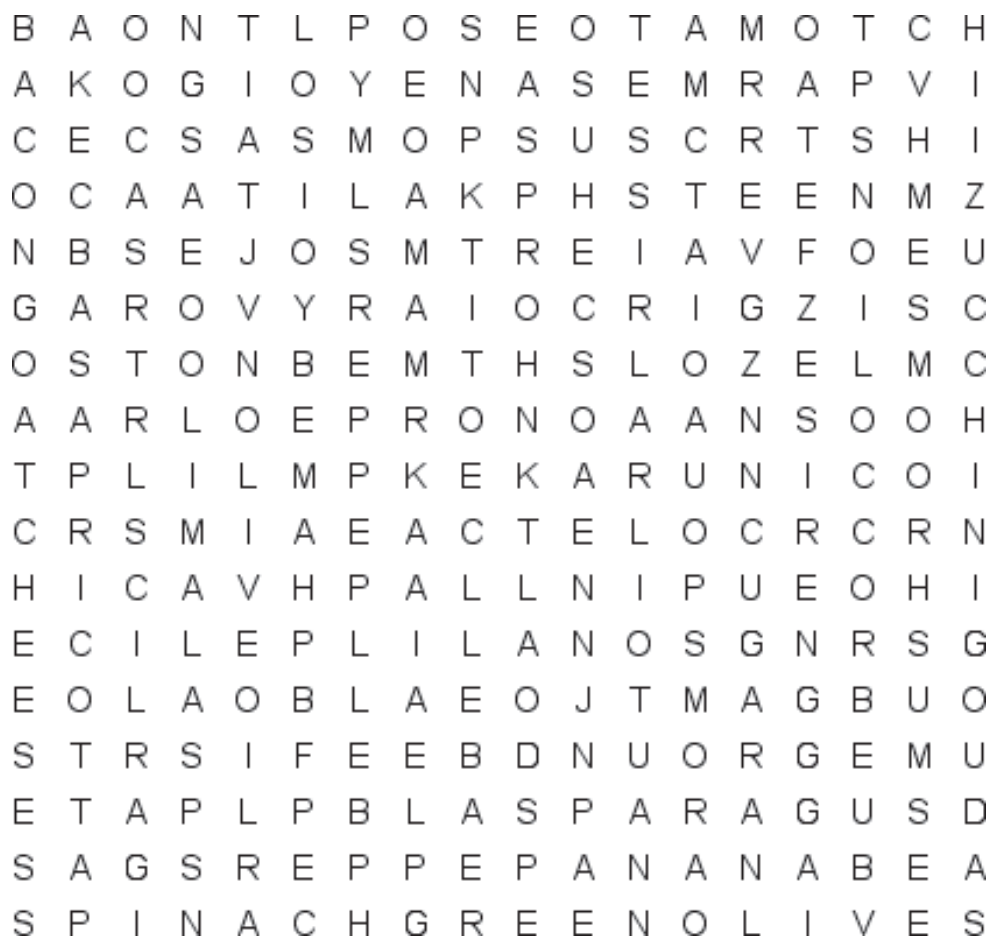 B A O N T L P O S E O T A M O T C H
A K O G I O Y E N A S E M R A P V I
C E C S A S M O P S U S C R T S H I
O C A A T I L A K P H S T E E N M Z
N B S E J O S M T R E I A V F O E U
G A R O V Y R A I O C R I G Z I S C
O S T O N B E M T H S L O Z E L M C
A A R L O E P R O N O A A N S O O H
T P L I L M P K E K A R U N I C O I
C R S M I A E A C T E L O C R C R N
H I C A V H P A L L N I P U E O H I
E C I L E P L I L A N O S G N R S G
E O L A O B L A E O J T M A G B U O
S T R S I F E E B D N U O R G E M U
E T A P L P B L A S P A R A G U S D
S A G S R E P P E P A N A N A B E A
S P I N A C H G R E E N O L I V E S